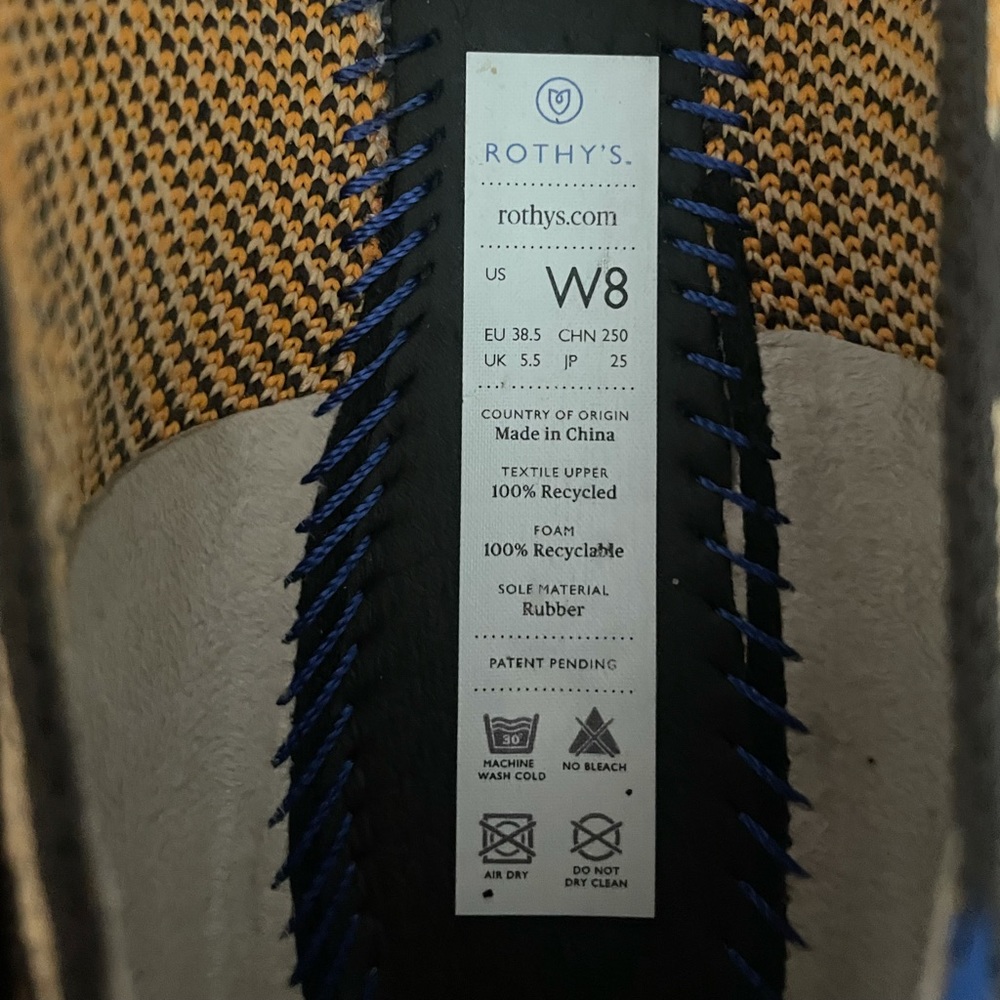 ROTHY'S™
rothys.com
US W8
EU 38.5 CHN 250
UK 5.5 JP 25
COUNTRY OF ORIGIN
Made in China
TEXTILE UPPER
100% Recycled
FOAM
100% Recyclable
SOLE MATERIAL
Rubber
PATENT PENDING
30°
MACHINE
WASH COLD
NO BLEACH
AIR DRY
DO NOT
DRY CLEAN